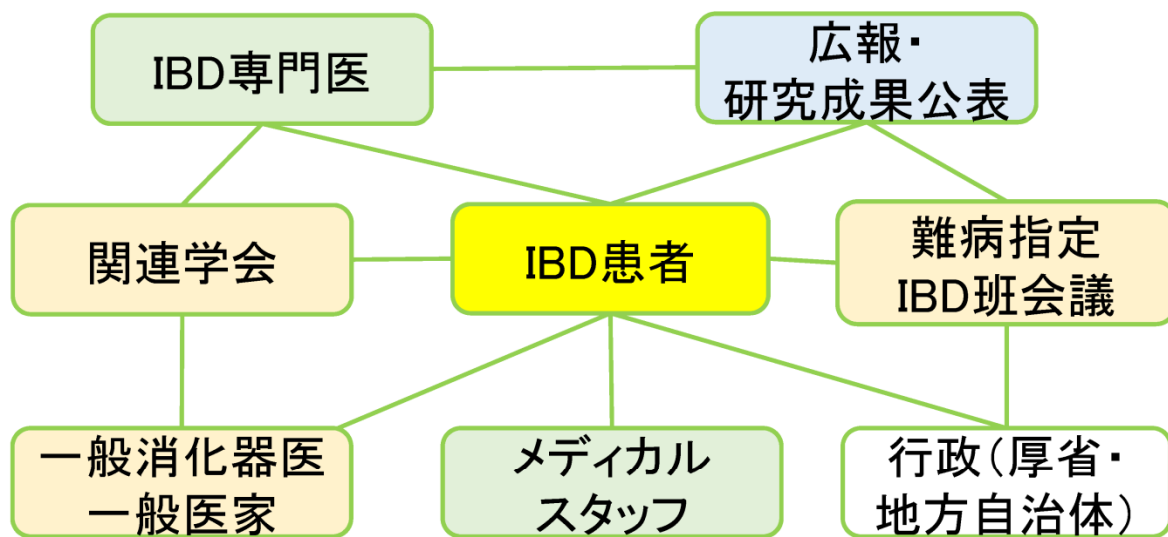 IBD専門医
広報・
研究成果公表
関連学会
IBD患者
難病指定
IBD班会議
一般消化器医
一般医家
メディカル
スタッフ
行政（厚省・
地方自治体）